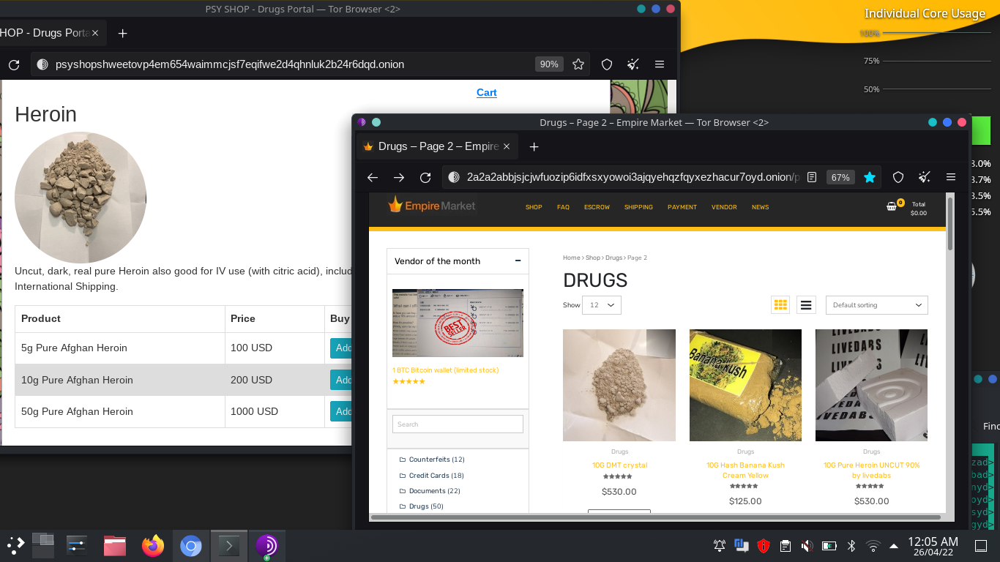 PSY SHOP - Drugs Portal — Tor Browser <2>
Individual Core Usage
HOP - Drugs Porta
100%
75%
psyshopshweetovp4em654waimmcjsf7eqifwe2d4qhnluk2b24r6dqd.onion
90%
50%
Cart
Heroin
Drugs – Page 2 – Empire Market — Tor Browser <2>
Drugs – Page 2 – Empire
2a2a2abbjsjcjwfuozip6idfxsxyowoi3ajqyehqzfqyxezhacur7oyd.onion/p
67%
3.0%
3.7%
3.5%
5.5%
Empire Market
SHOP
FAQ
ESCROW
SHIPPING
PAYMENT
VENDOR
NEWS
0
Total
$0.00
Uncut, dark, real pure Heroin also good for IV use (with citric acid), includ
International Shipping.
Product Price Buy
5g Pure Afghan Heroin 100 USD Add
10g Pure Afghan Heroin 200 USD Add
50g Pure Afghan Heroin 1000 USD Add
Vendor of the month
BEST
SELLER
1 BTC Bitcoin wallet (limited stock)
Search
Counterfeits (12)
Credit Cards (18)
Documents (22)
Drugs (50)
Home > Shop > Drugs > Page 2
DRUGS
Show 12
Default sorting
Banana Kush
LIVEDABS
Drugs
10G DMT crystal
$530.00
Drugs
10G Hash Banana Kush
Cream Yellow
$125.00
Drugs
10G Pure Heroin UNCUT 90%
by livedabs
$530.00
Find
zad>
bad>
nyd>
oyd>
syd>
gyd>
12:05 AM
26/04/22